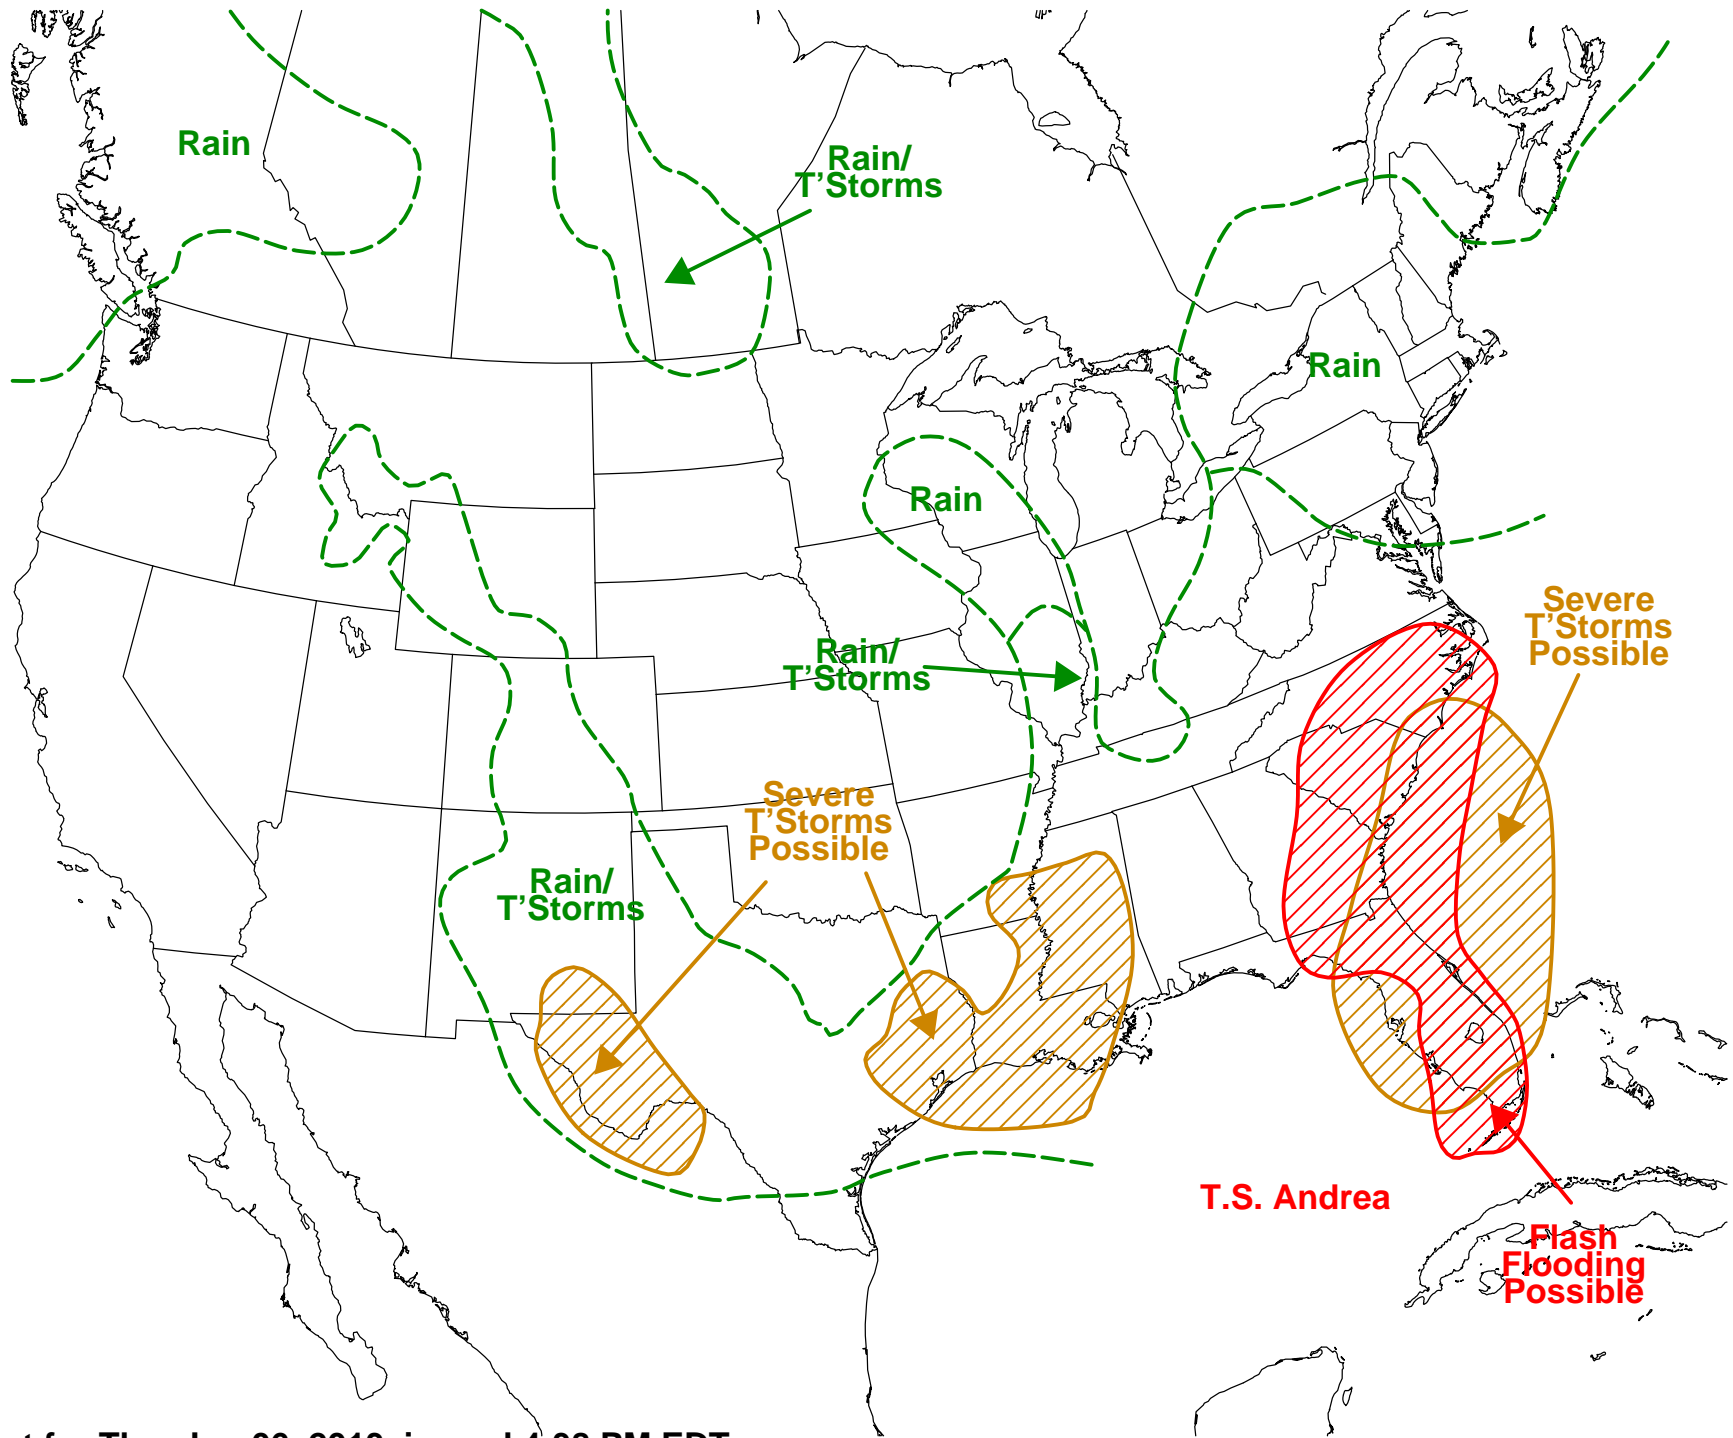 Rain
Rain/
T'Storms
Rain
Rain
Severe
T'Storms
Possible
Rain/
T'Storms
Severe
T'Storms
Possible
Rain/
T'Storms
T.S. Andrea
Flash
Flooding
Possible